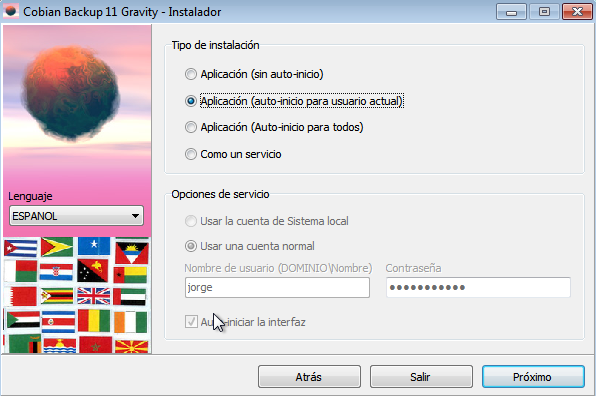 Cobian Backup 11 Gravity - Instalador
Tipo de instalación
Aplicación (sin auto-inicio)
Aplicación (auto-inicio para usuario actual)
Aplicación (Auto-inicio para todos)
Como un servicio
Lenguaje
ESPANOL
Opciones de servicio
Usar la cuenta de Sistema local
Usar una cuenta normal
Nombre de usuario (DOMINIO\Nombre)
Contraseña
jorge
●●●●●●●●●●●
Auto-iniciar la interfaz
Atrás
Salir
Próximo